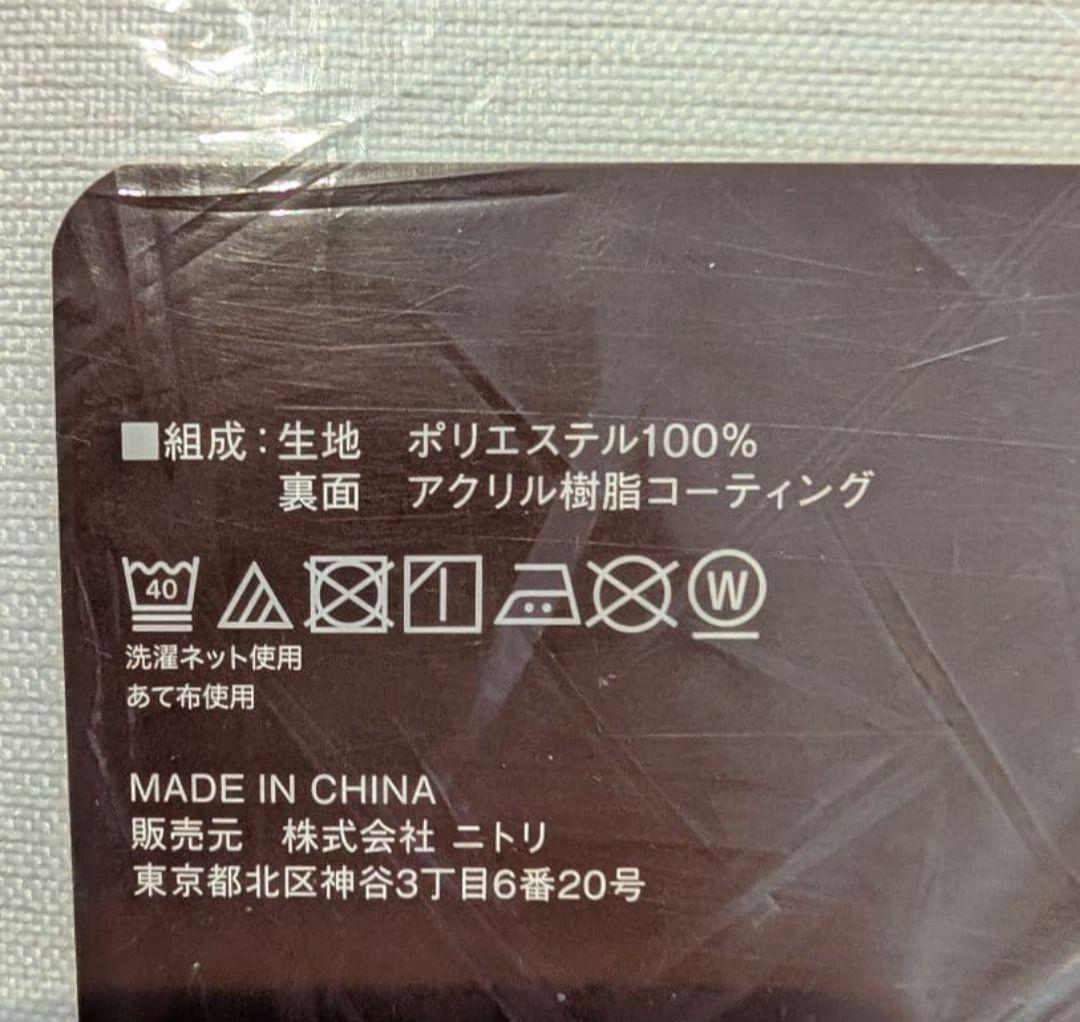 ■組成：生地　ポリエステル100%
裏面　アクリル樹脂コーティング
40 W
洗濯ネット使用
あて布使用
MADE IN CHINA
販売元　株式会社 ニトリ
東京都北区神谷3丁目6番20号